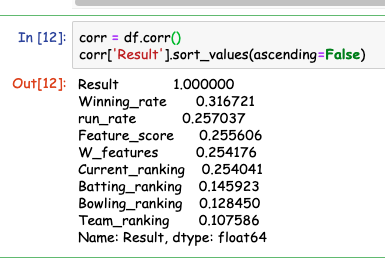 In [12]: corr = df.corr()
corr['Result'].sort_values(ascending=False)
Out[12]: Result 1.000000
Winning_rate 0.316721
run_rate 0.257037
Feature_score 0.255606
W_features 0.254176
Current_ranking 0.254041
Batting_ranking 0.145923
Bowling_ranking 0.128450
Team_ranking 0.107586
Name: Result, dtype: float64